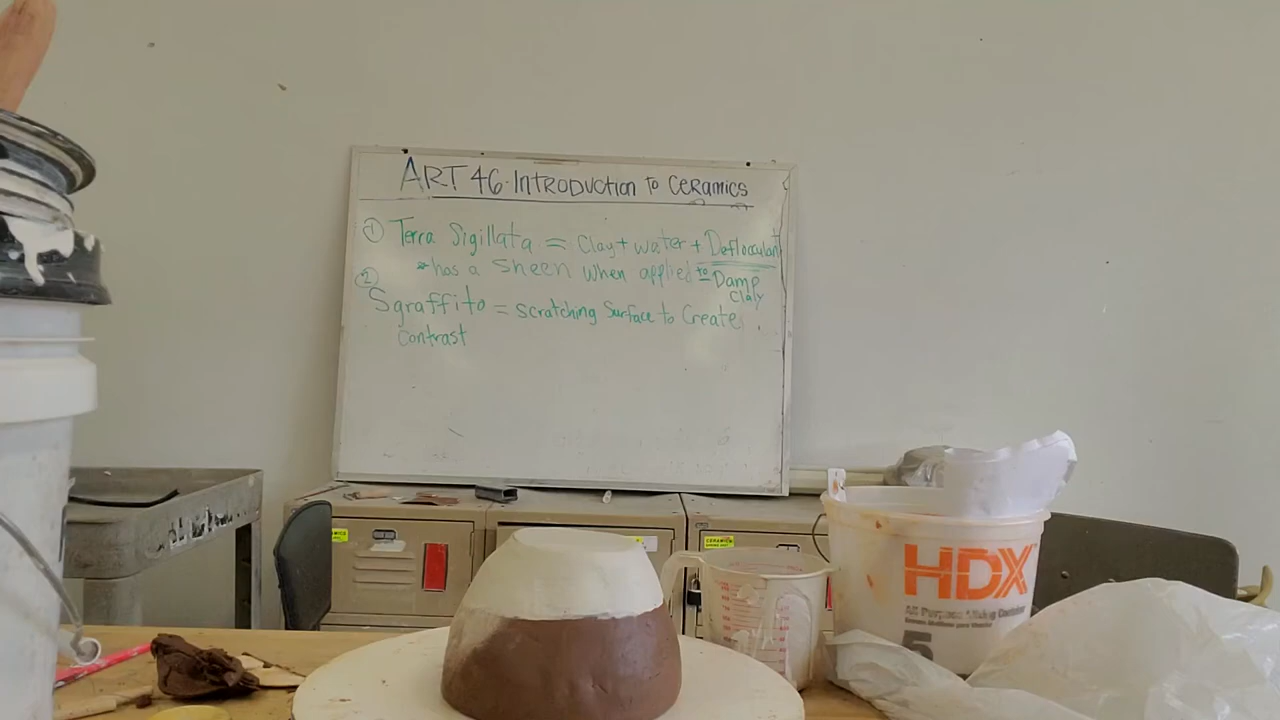 ART 46-INTRODUCTION TO CERAMICS
① Terra Sigillata = Clay + water + Deflocculant
* has a sheen when applied to Damp
Clay
②
Sgraffito = scratching Surface to Create
Contrast
HDX
All Purpose Mixing Container
5
CERAMICS